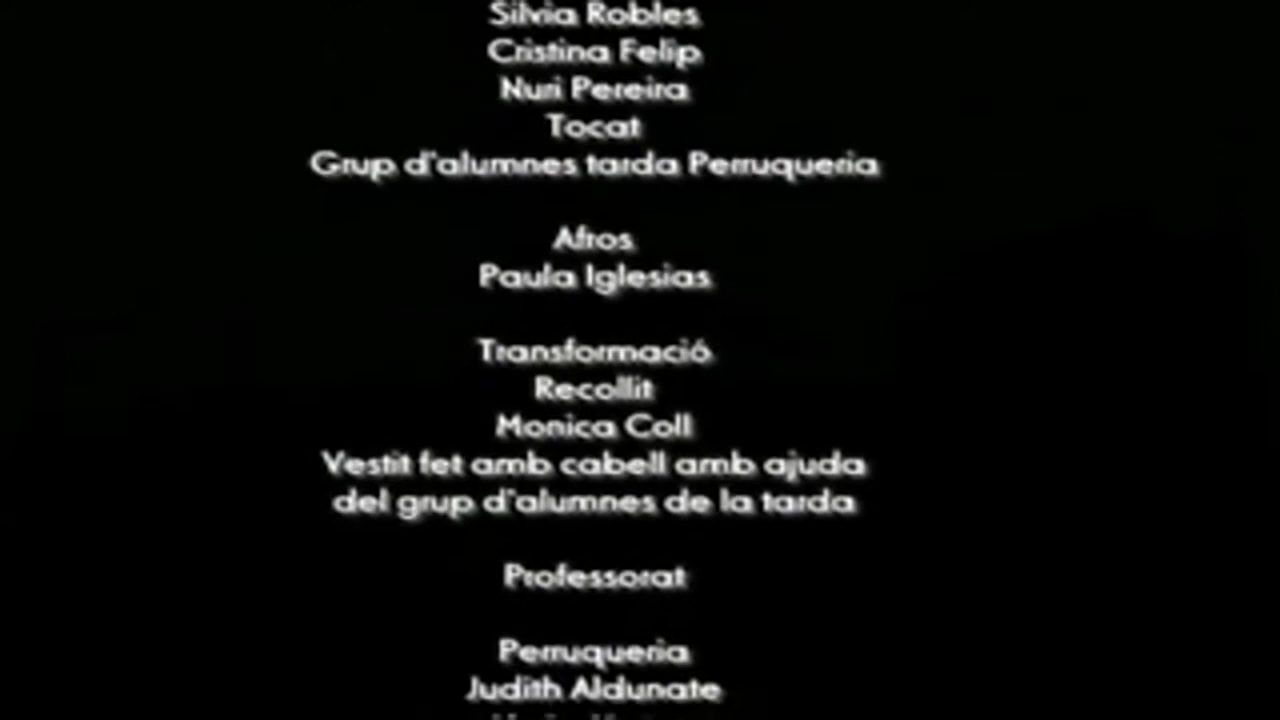 Silvia Robles
Cristina Felip
Nuri Pereira
Tocat
Grup d'alumnes tarda Perruqueria
Afros
Paula Iglesias
Transformació
Recollit
Monica Coll
Vestit fet amb cabell amb ajuda
del grup d'alumnes de la tarda
Professorat
Perruqueria
Judith Aldunate